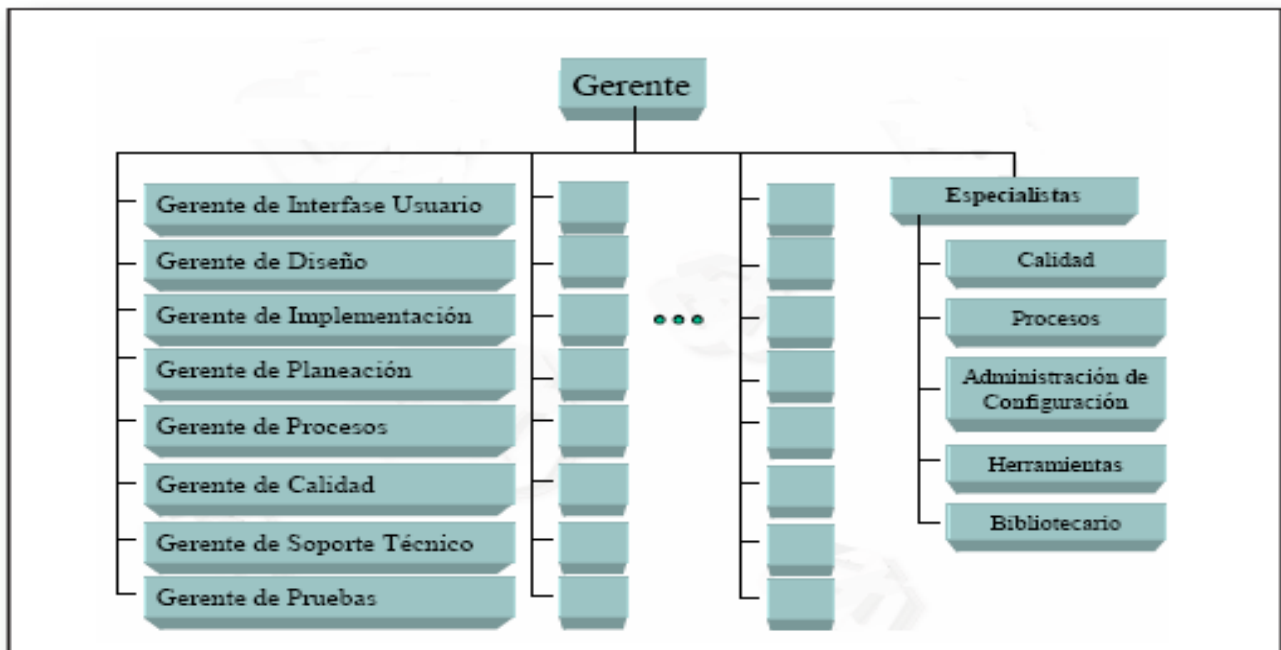 Gerente
Gerente de Interfase Usuario
Gerente de Diseño
Gerente de Implementación
Gerente de Planeación
Gerente de Procesos
Gerente de Calidad
Gerente de Soporte Técnico
Gerente de Pruebas
Especialistas
Calidad
Procesos
Administración de
Configuración
Herramientas
Bibliotecario